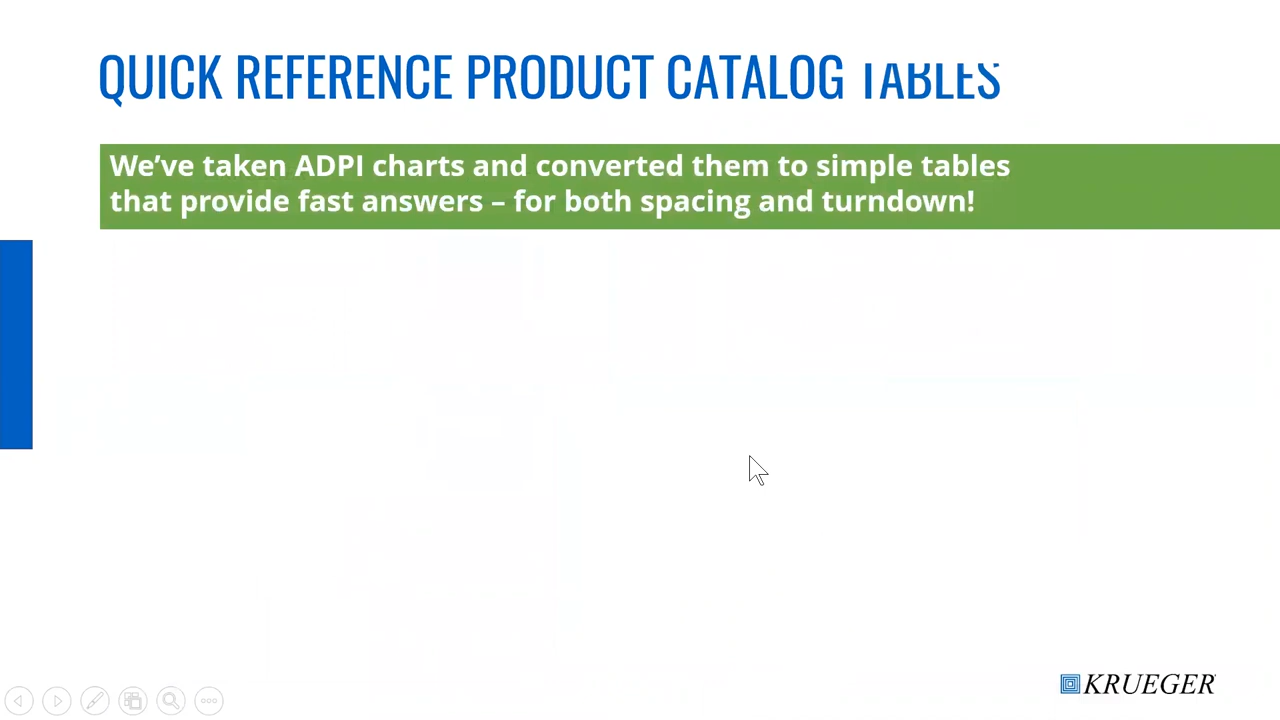 QUICK REFERENCE PRODUCT CATALOG TABLES
We've taken ADPI charts and converted them to simple tables
that provide fast answers – for both spacing and turndown!
KRUEGER